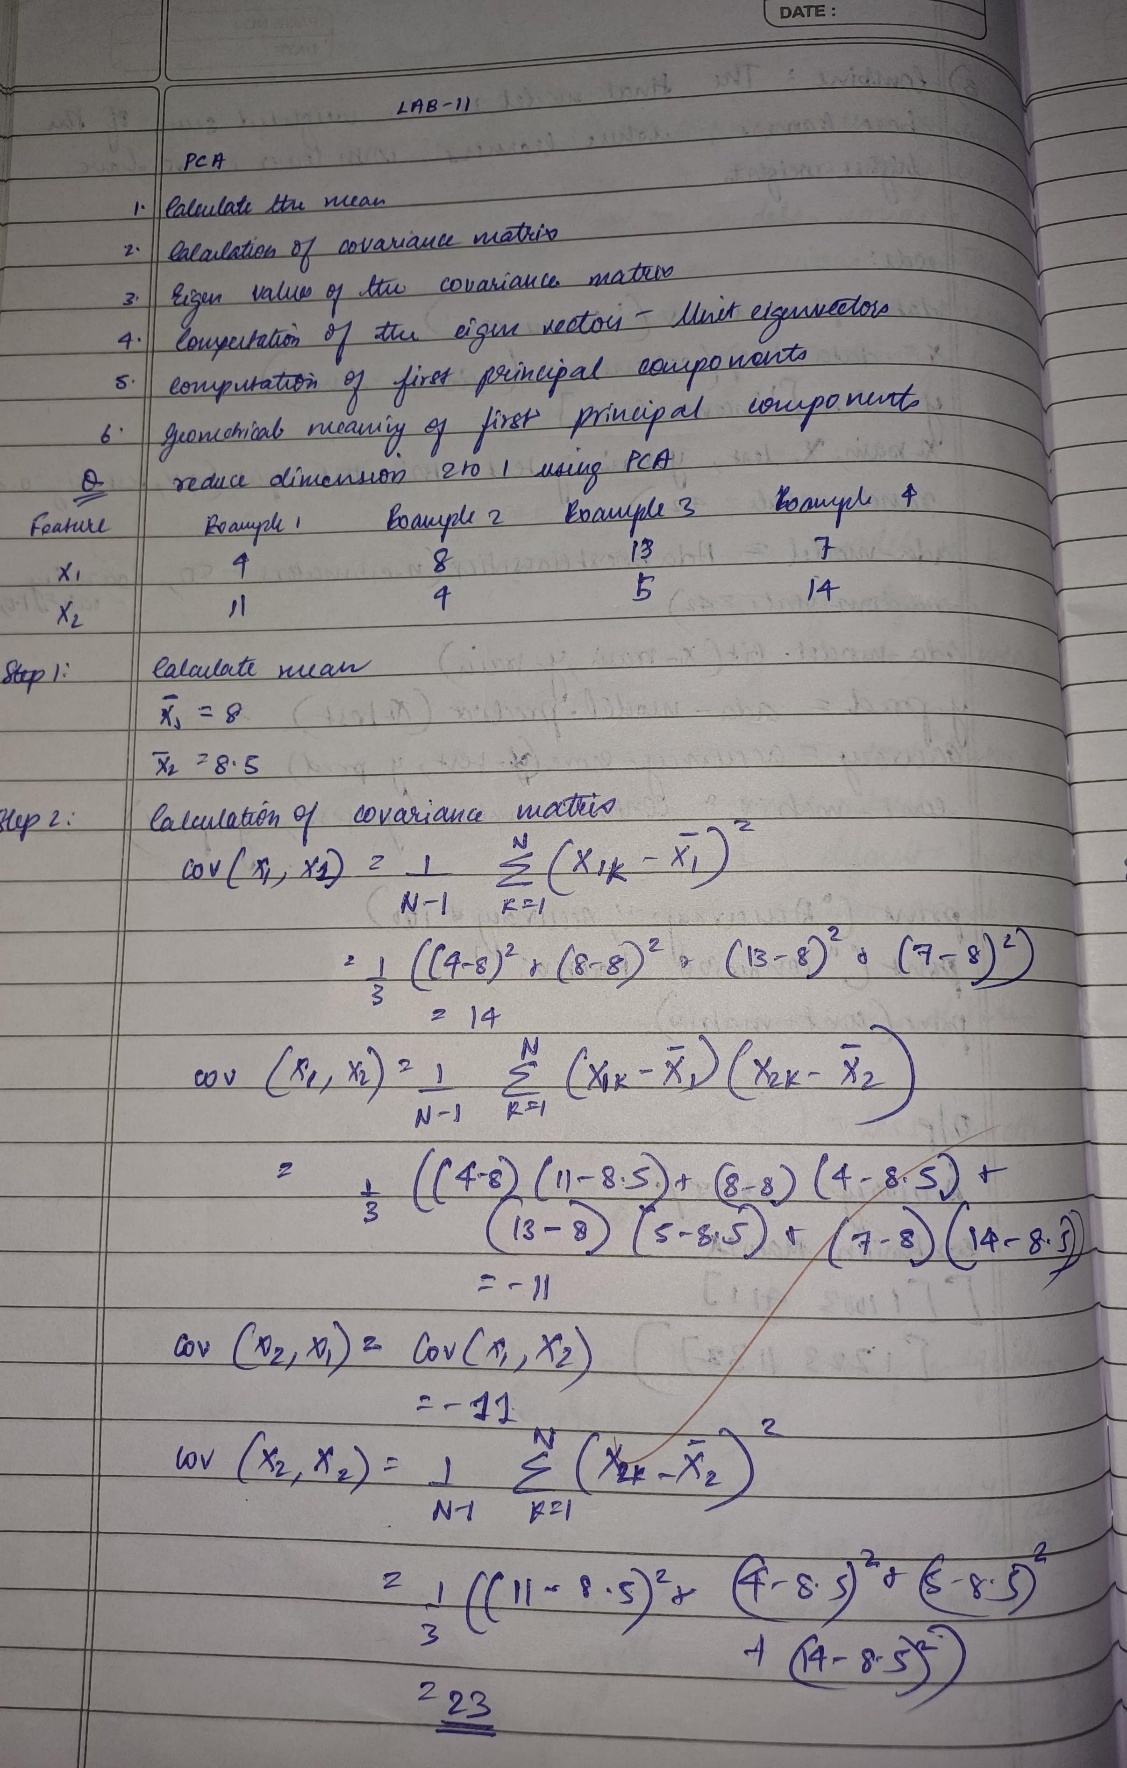 DATE :
LAB-11
PCA
1. Calculate the mean
2. Calculation of covariance matrix
3. Eigen value of the covariance matrix
4. Computation of the eigen vectors - Unit eigenvectors
5. computation of first principal components
6. geometrical meaning of first principal components
Q reduce dimension 2 to 1 using PCA
Feature Example 1 Example 2 Example 3 Example 4
X1 4 8 13 7
X2 11 4 5 14
Step 1: Calculate mean
x̄1 = 8
x̄2 = 8.5
Step 2: Calculation of covariance matrix
cov(x1, x1) = 1/(N-1) Σ_{K=1}^{N} (X1K - x̄1)²
= 1/3 ((4-8)² + (8-8)² + (13-8)² + (7-8)²)
= 14
cov (x1, x2) = 1/(N-1) Σ_{K=1}^{N} (X1K - x̄1) (X2K - x̄2)
= 1/3 ((4-8) (11-8.5) + (8-8) (4-8.5) +
(13-8) (5-8.5) + (7-8) (14-8.5)
= -11
cov (x2, x1) = Cov(x1, x2)
= -11
cov (x2, x2) = 1/(N-1) Σ_{K=1}^{N} (X2K - x̄2)²
= 1/3 ((11-8.5)² + (4-8.5)² + (5-8.5)²
+ (14-8.5)²)
= 23